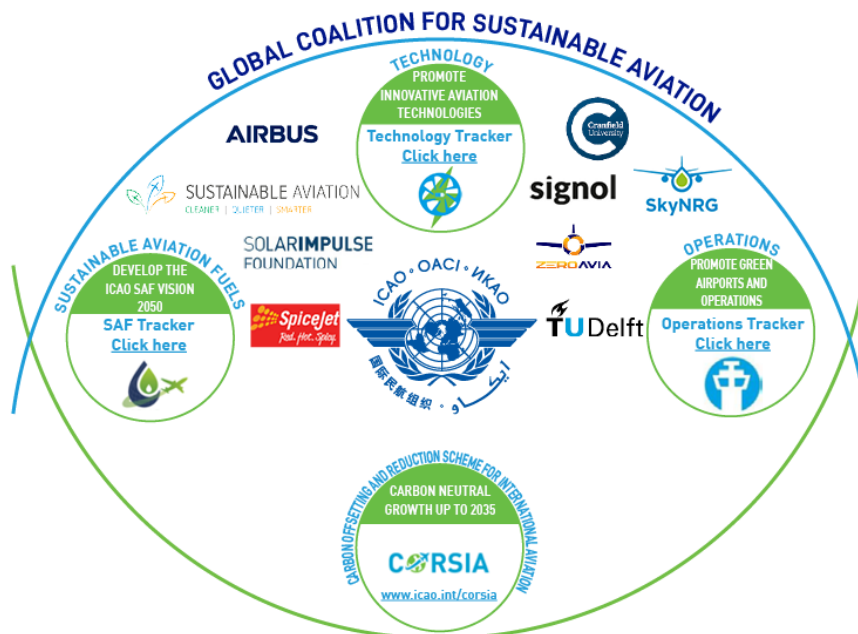 GLOBAL COALITION FOR SUSTAINABLE AVIATION
TECHNOLOGY
PROMOTE
INNOVATIVE AVIATION
TECHNOLOGIES
Technology Tracker
Click here
AIRBUS
Cranfield
University
SUSTAINABLE AVIATION
CLEANER | QUIETER | SMARTER
signol
SkyNRG
SOLARIMPULSE
FOUNDATION
ZEROAVIA
SUSTAINABLE AVIATION FUELS
DEVELOP THE
ICAO SAF VISION
2050
SAF Tracker
Click here
SpiceJet
Red. Hot. Spicy.
ICAO · OACI · ИКАО
国际民航组织 · ايكاو
TUDelft
OPERATIONS
PROMOTE GREEN
AIRPORTS AND
OPERATIONS
Operations Tracker
Click here
CARBON OFFSETTING AND REDUCTION SCHEME FOR INTERNATIONAL AVIATION
CARBON NEUTRAL
GROWTH UP TO 2035
CORSIA
www.icao.int/corsia